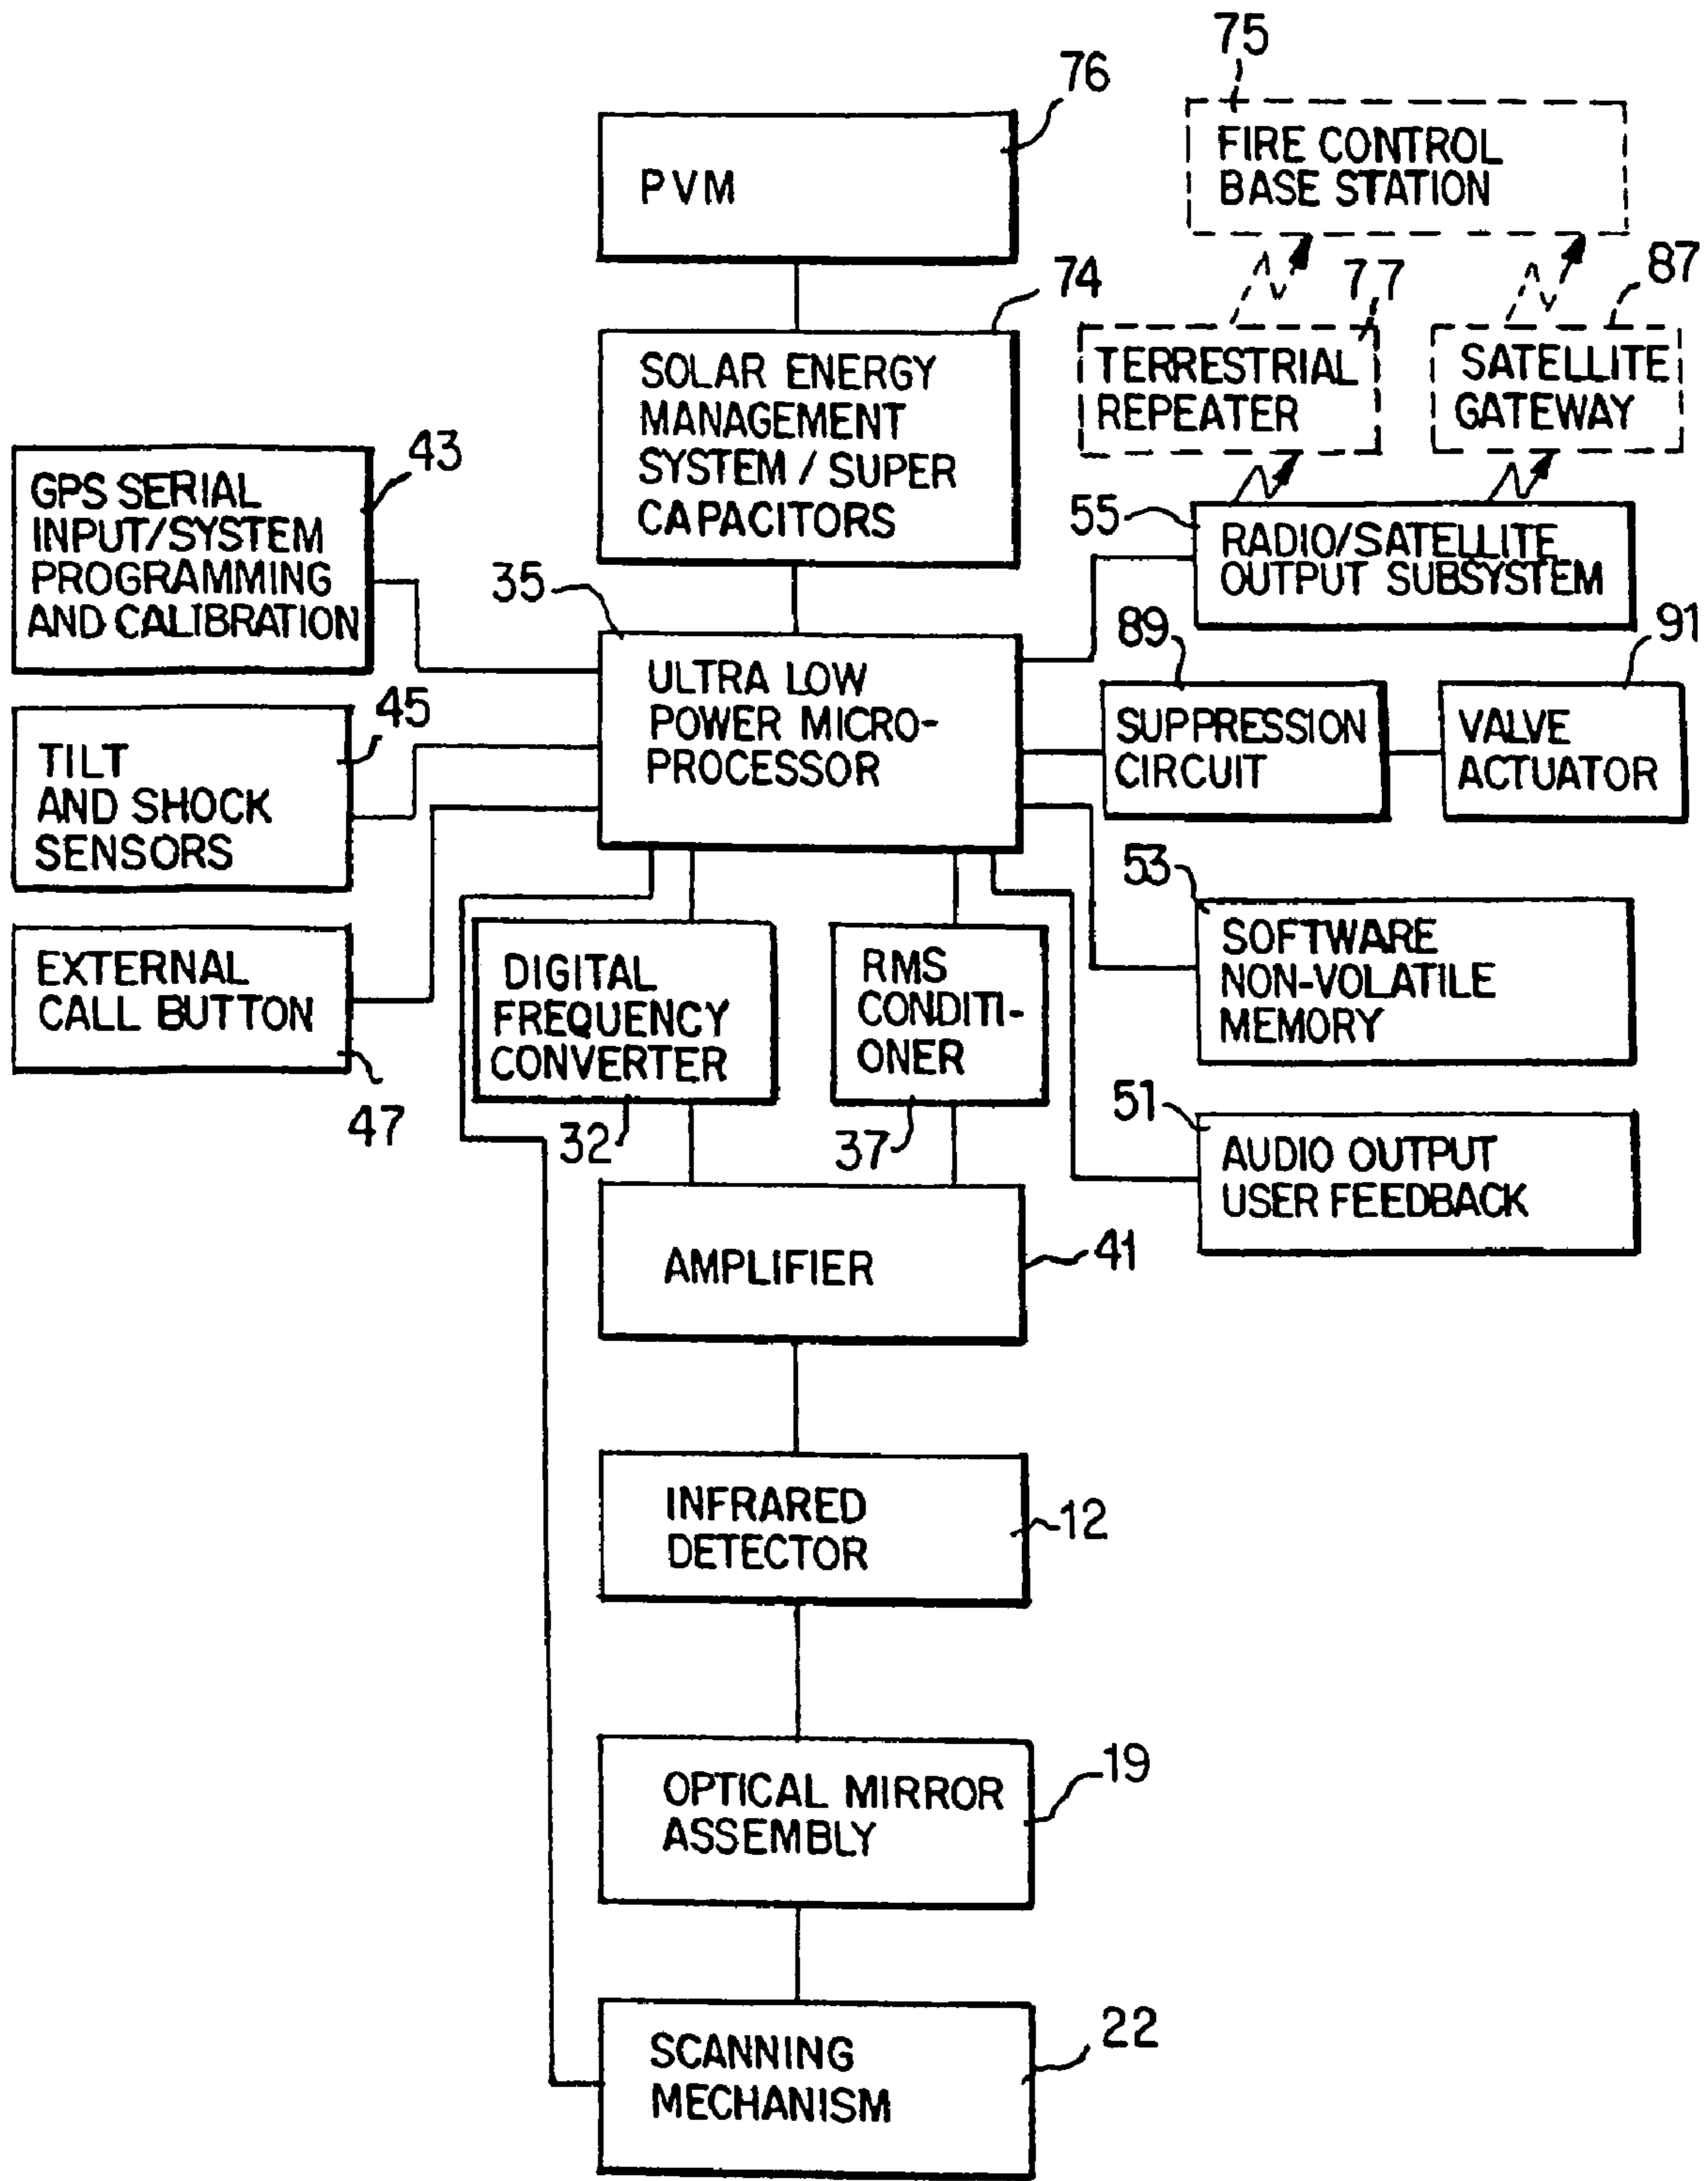 75
76
FIRE CONTROL
BASE STATION
PVM
77
87
74
SOLAR ENERGY
MANAGEMENT
SYSTEM / SUPER
CAPACITORS
TERRESTRIAL
REPEATER
SATELLITE
GATEWAY
43
GPS SERIAL
INPUT/SYSTEM
PROGRAMMING
AND CALIBRATION
55
RADIO/SATELLITE
OUTPUT SUBSYSTEM
35
ULTRA LOW
POWER MICRO-
PROCESSOR
89
SUPPRESSION
CIRCUIT
91
VALVE
ACTUATOR
45
TILT
AND SHOCK
SENSORS
53
SOFTWARE
NON-VOLATILE
MEMORY
EXTERNAL
CALL BUTTON
47
DIGITAL
FREQUENCY
CONVERTER
32
RMS
CONDITI-
ONER
37
51
AUDIO OUTPUT
USER FEEDBACK
AMPLIFIER
41
INFRARED
DETECTOR
12
OPTICAL MIRROR
ASSEMBLY
19
SCANNING
MECHANISM
22